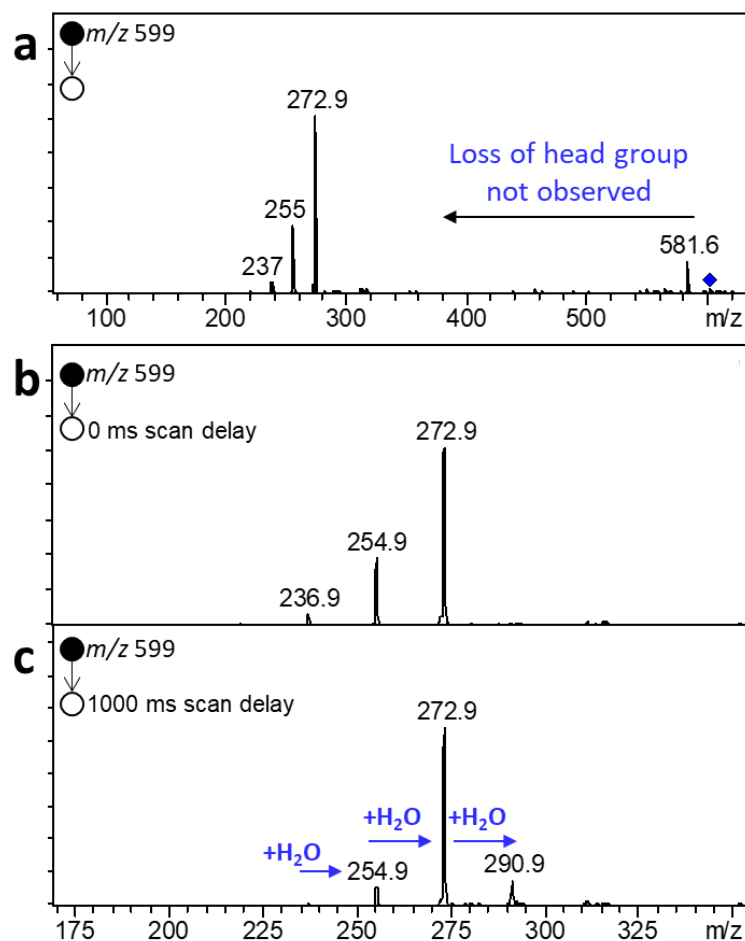 a
m/z 599
272.9
Loss of head group
not observed
255
581.6
237
100 200 300 400 500 m/z
b
m/z 599
0 ms scan delay
272.9
254.9
236.9
c
m/z 599
1000 ms scan delay
272.9
+H₂O +H₂O
+H₂O
254.9 290.9
175 200 225 250 275 300 325 m/z